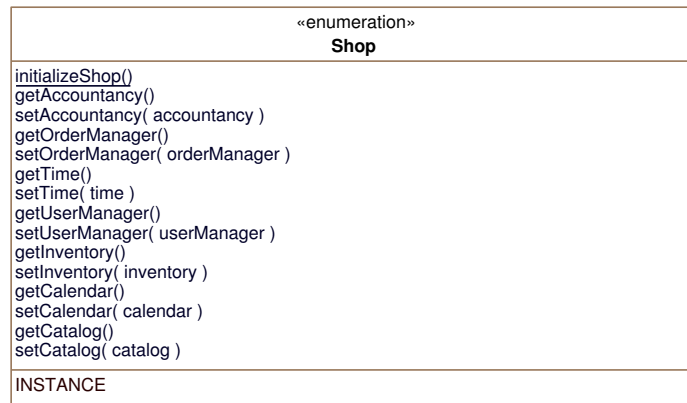 «enumeration»
Shop
initializeShop()
getAccountancy()
setAccountancy( accountancy )
getOrderManager()
setOrderManager( orderManager )
getTime()
setTime( time )
getUserManager()
setUserManager( userManager )
getInventory()
setInventory( inventory )
getCalendar()
setCalendar( calendar )
getCatalog()
setCatalog( catalog )
INSTANCE